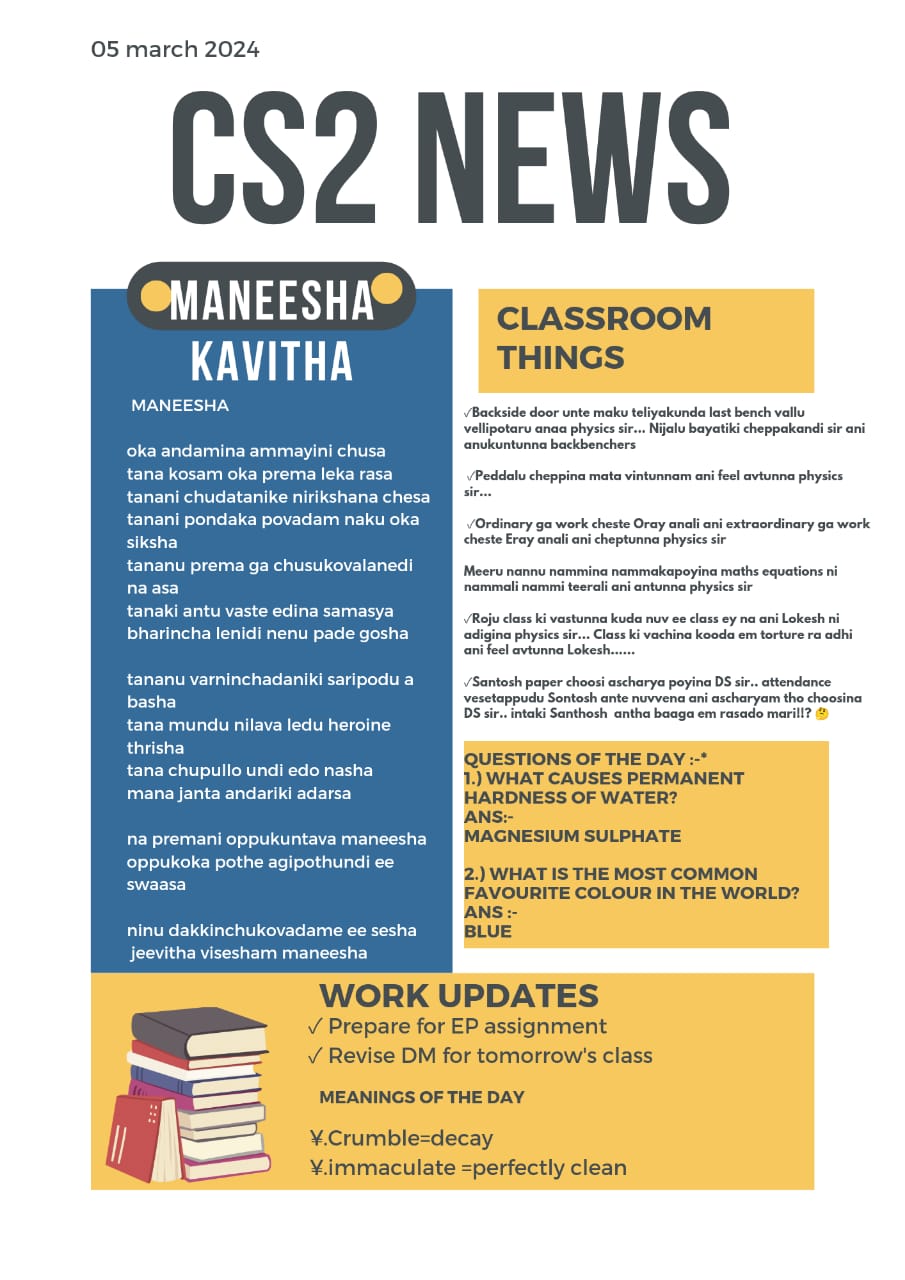 05 march 2024
CS2 NEWS
MANEESHA
KAVITHA
MANEESHA
oka andamina ammayini chusa
tana kosam oka prema leka rasa
tanani chudatanike nirikshana chesa
tanani pondaka povadam naku oka
siksha
tananu prema ga chusukovalanedi
na asa
tanaki antu vaste edina samasya
bharincha lenidi nenu pade gosha
tananu varninchadaniki saripodu a
basha
tana mundu nilava ledu heroine
thrisha
tana chupullo undi edo nasha
mana janta andariki adarsa
na premani oppukuntava maneesha
oppukoka pothe agipothundi ee
swaasa
ninu dakkinchukovadame ee sesha
jeevitha visesham maneesha
CLASSROOM
THINGS
✓Backside door unte maku teliyakunda last bench vallu
vellipotaru anaa physics sir... Nijalu bayatiki cheppakandi sir ani
anukuntunna backbenchers
✓Peddalu cheppina mata vintunnam ani feel avtunna physics
sir...
✓Ordinary ga work cheste Oray anali ani extraordinary ga work
cheste Eray anali ani cheptunna physics sir
Meeru nannu nammina nammakapoyina maths equations ni
nammali nammi teerali ani antunna physics sir
✓Roju class ki vastunna kuda nuv ee class ey na ani Lokesh ni
adigina physics sir... Class ki vachina kooda em torture ra adhi
ani feel avtunna Lokesh......
✓Santosh paper choosi ascharya poyina DS sir.. attendance
vesetappudu Sontosh ante nuvvena ani ascharyam tho choosina
DS sir.. intaki Santhosh antha baaga em rasado mari!!? 🤔
QUESTIONS OF THE DAY :-*
1.) WHAT CAUSES PERMANENT
HARDNESS OF WATER?
ANS:-
MAGNESIUM SULPHATE
2.) WHAT IS THE MOST COMMON
FAVOURITE COLOUR IN THE WORLD?
ANS :-
BLUE
WORK UPDATES
✓ Prepare for EP assignment
✓ Revise DM for tomorrow's class
MEANINGS OF THE DAY
¥.Crumble=decay
¥.immaculate =perfectly clean